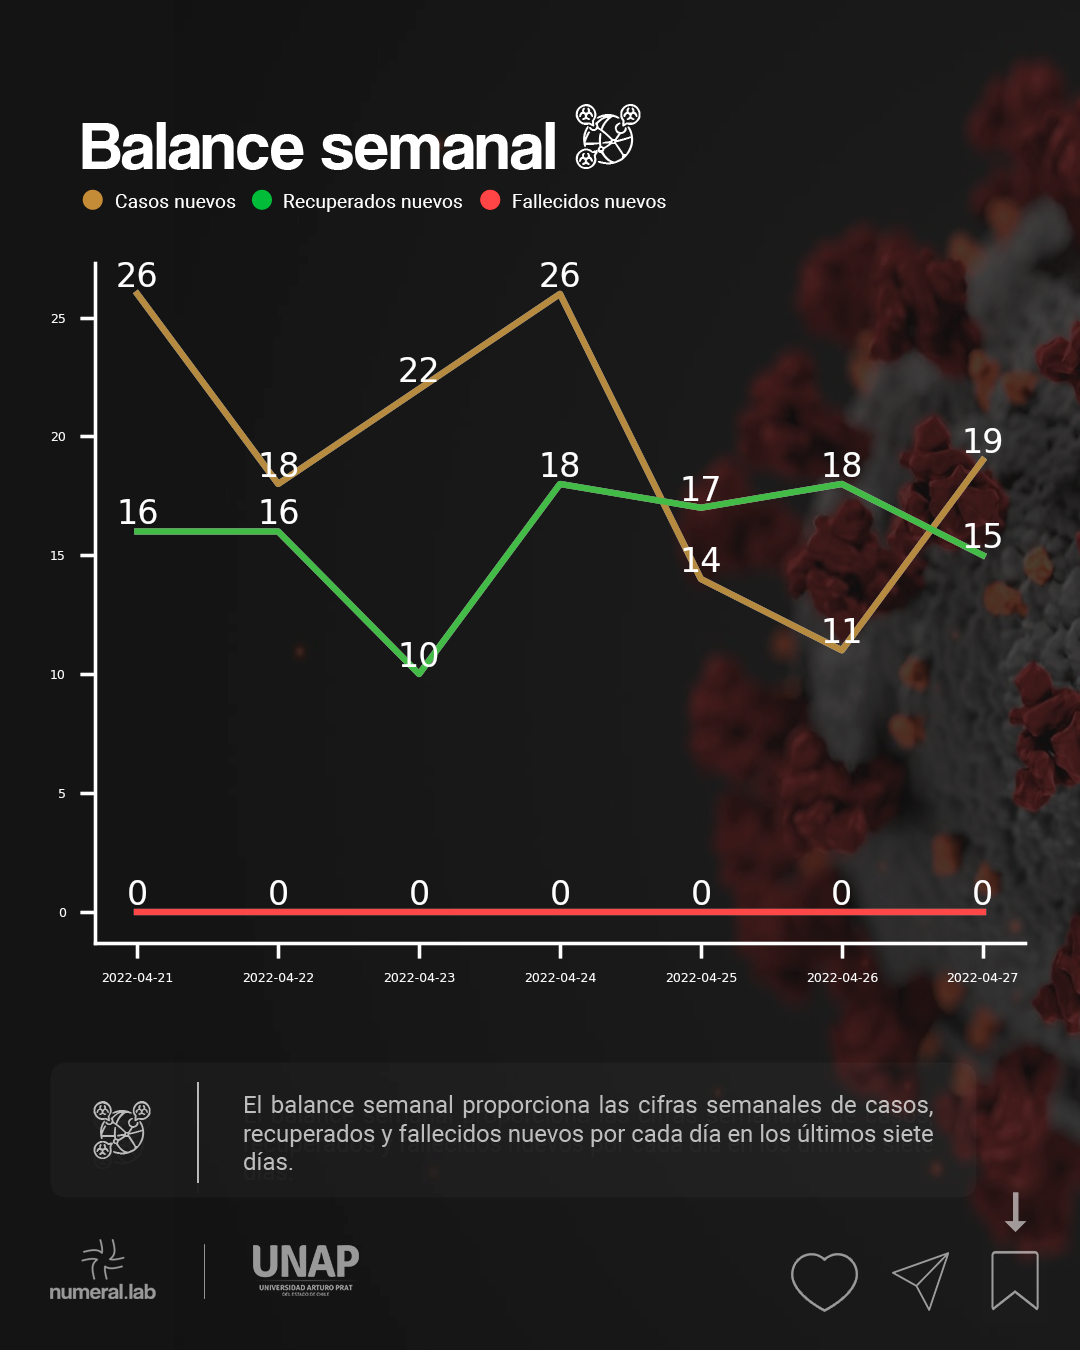 Balance semanal
Casos nuevos Recuperados nuevos Fallecidos nuevos
26 26
25
22
20
19
18 18 18
17
16 16
15
15
14
11
10
10
5
0 0 0 0 0 0 0
0
2022-04-21 2022-04-22 2022-04-23 2022-04-24 2022-04-25 2022-04-26 2022-04-27
El balance semanal proporciona las cifras semanales de casos,
recuperados y fallecidos nuevos por cada día en los últimos siete
días.
numeral.lab
UNAP
UNIVERSIDAD ARTURO PRAT
DEL ESTADO DE CHILE